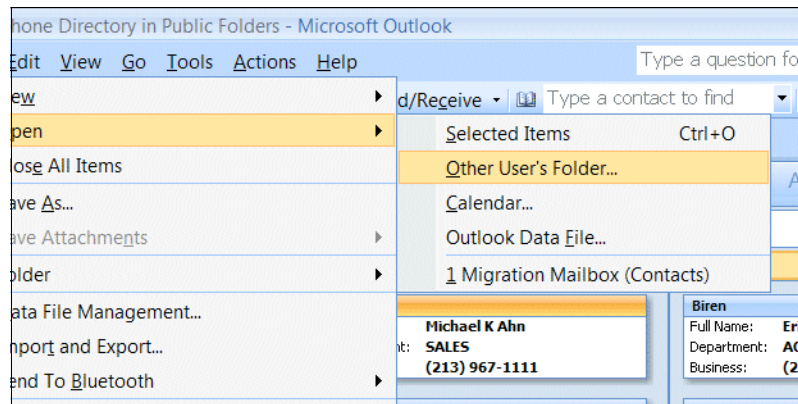 hone Directory in Public Folders - Microsoft Outlook
Edit View Go Tools Actions Help Type a question fo
ew d/Receive Type a contact to find
pen Selected Items Ctrl+O
lose All Items Other User's Folder...
ave As... Calendar...
ave Attachments Outlook Data File...
older 1 Migration Mailbox (Contacts)
ata File Management... Biren
Michael K Ahn Full Name: Er
mport and Export... nt: SALES Department: AC
(213) 967-1111 Business: (2
end To Bluetooth